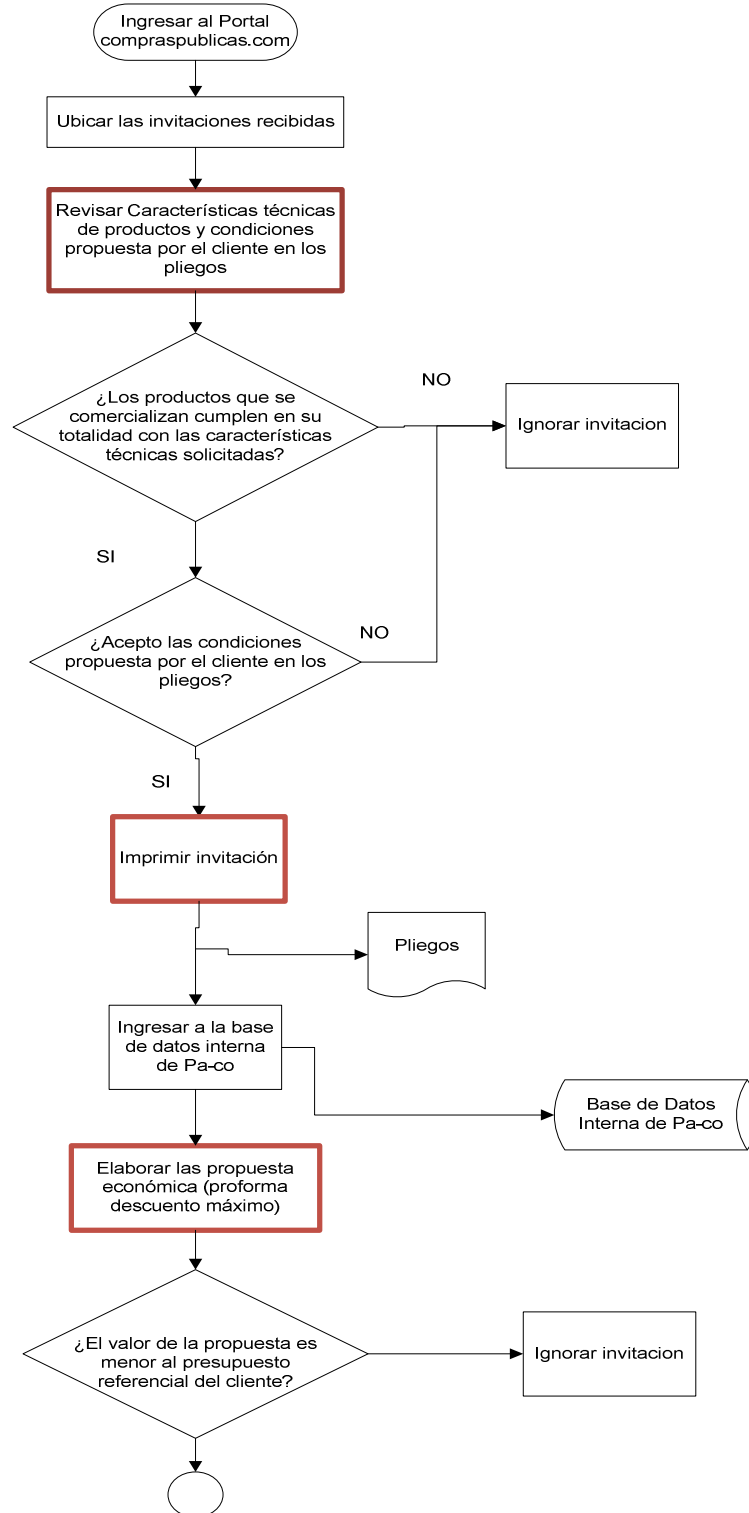 Ingresar al Portal
compraspublicas.com
Ubicar las invitaciones recibidas
Revisar Características técnicas
de productos y condiciones
propuesta por el cliente en los
pliegos
¿Los productos que se
comercializan cumplen en su
totalidad con las características
técnicas solicitadas?
NO
Ignorar invitacion
SI
¿Acepto las condiciones
propuesta por el cliente en los
pliegos?
NO
SI
Imprimir invitación
Pliegos
Ingresar a la base
de datos interna
de Pa-co
Base de Datos
Interna de Pa-co
Elaborar las propuesta
económica (proforma
descuento máximo)
¿El valor de la propuesta es
menor al presupuesto
referencial del cliente?
Ignorar invitacion